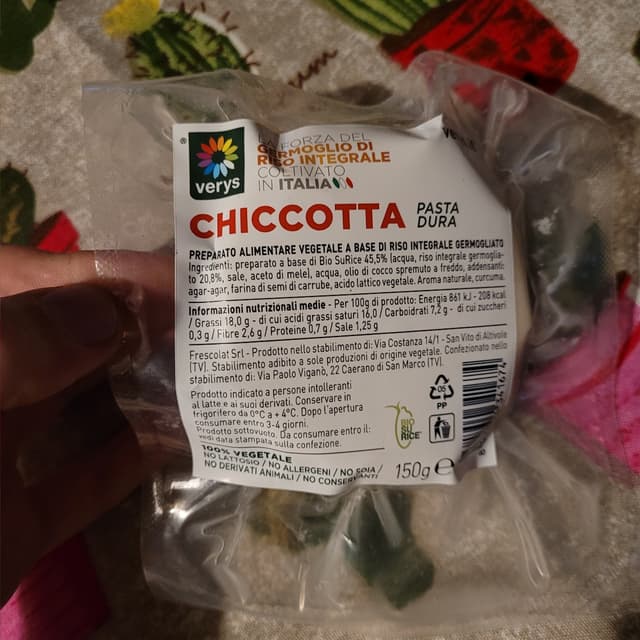 ®
verys
LA FORZA DEL
GERMOGLIO DI
RISO INTEGRALE
COLTIVATO
IN ITALIA
CHICCOTTA PASTA DURA
PREPARATO ALIMENTARE VEGETALE A BASE DI RISO INTEGRALE GERMOGLIATO
Ingredienti: preparato a base di Bio SuRice 45,5% (acqua, riso integrale germoglia-
to 20,8%, sale, aceto di mele), acqua, olio di cocco spremuto a freddo, addensanti:
agar-agar, farina di semi di carrube, acido lattico vegetale. Aroma naturale, curcuma.
Informazioni nutrizionali medie - Per 100g di prodotto: Energia 861 kJ - 208 kcal
/ Grassi 18,0 g - di cui acidi grassi saturi 16,0 / Carboidrati 7,2 g - di cui zuccheri
0,3 g / Fibre 2,6 g / Proteine 0,7 g / Sale 1,25 g
Frescolat Srl - Prodotto nello stabilimento di: Via Costanza 14/1 - San Vito di Altivole
(TV). Stabilimento adibito a sole produzioni di origine vegetale. Confezionato nello
stabilimento di: Via Paolo Viganò, 22 Caerano di San Marco (TV).
Prodotto indicato a persone intolleranti
al latte e ai suoi derivati. Conservare in
frigorifero da 0°C a + 4°C. Dopo l'apertura
consumare entro 3-4 giorni.
Prodotto sottovuoto. Da consumare entro il:
vedi data stampata sulla confezione.
05
PP
BIO
SU
RICE
100% VEGETALE
NO LATTOSIO / NO ALLERGENI / NO SOIA /
NO DERIVATI ANIMALI / NO CONSERVANTI
150g e